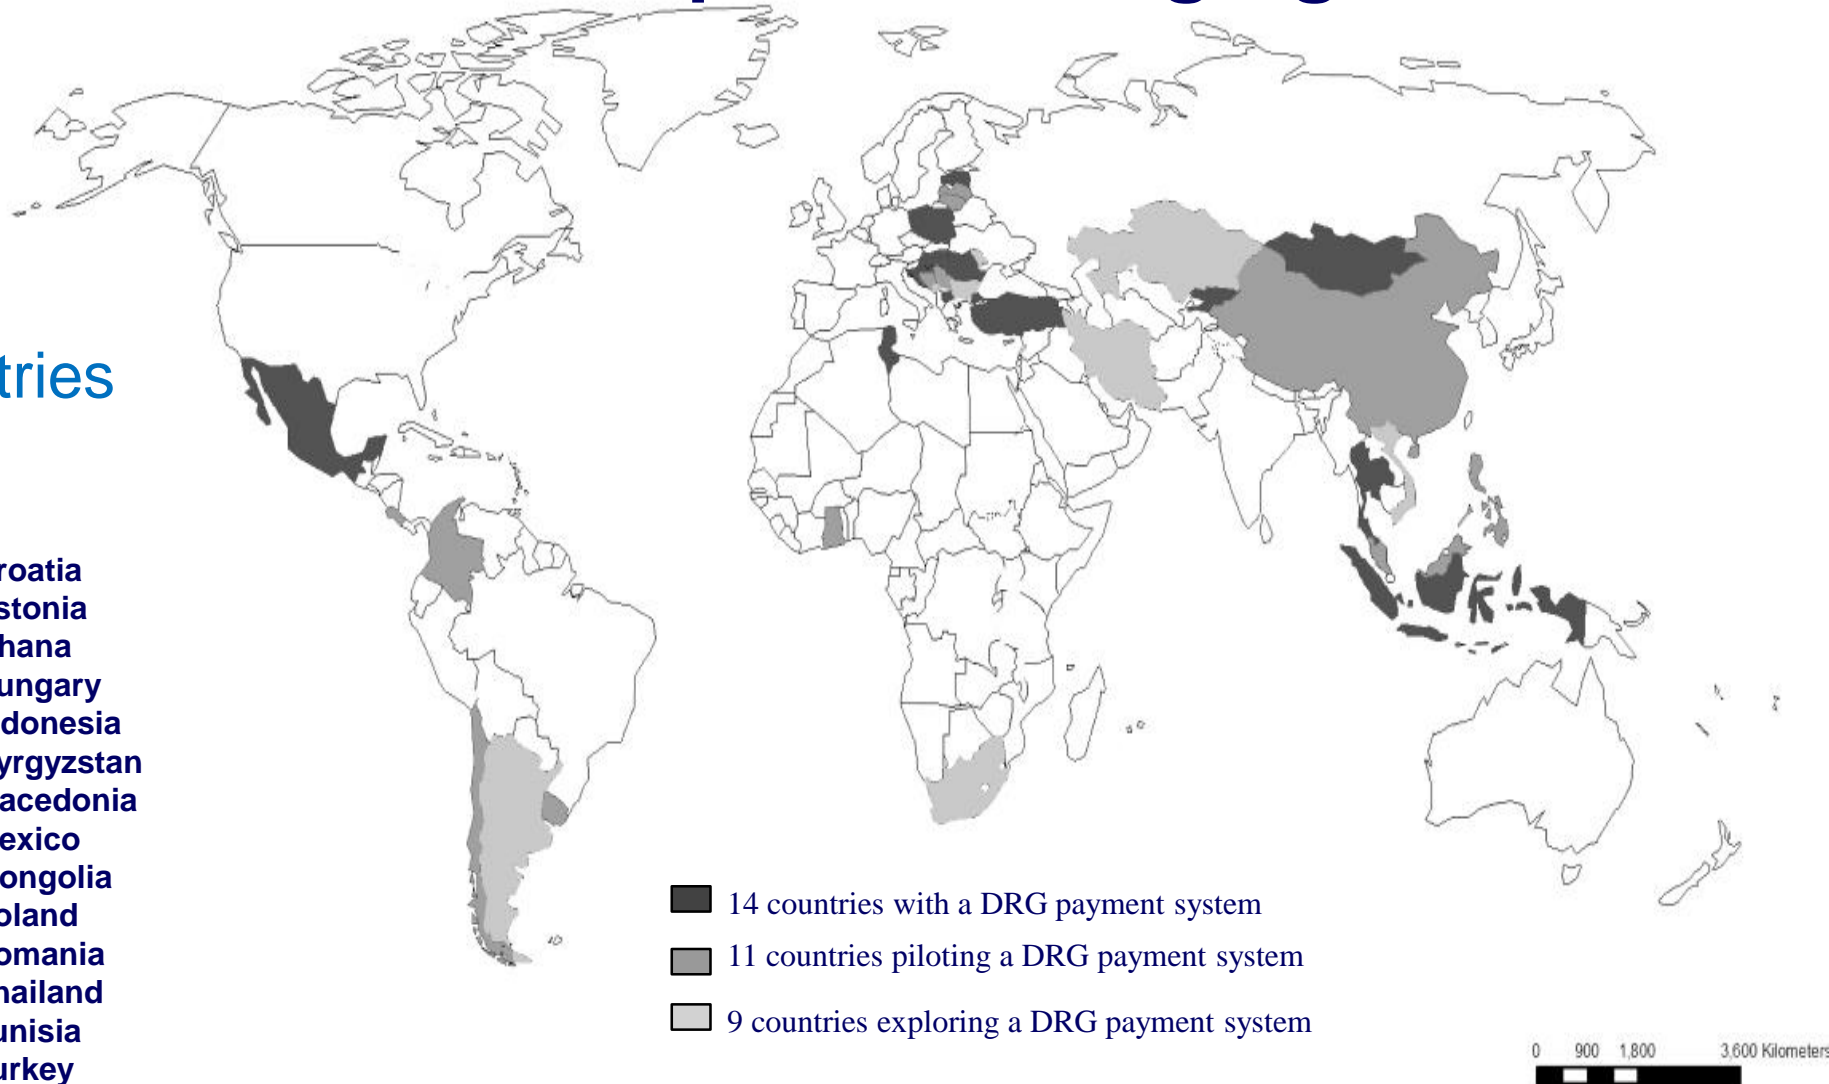 tries
roatia
stonia
hana
ungary
donesia
yrgyzstan
acedonia
exico
ongolia
oland
omania
hailand
unisia
urkey
14 countries with a DRG payment system
11 countries piloting a DRG payment system
9 countries exploring a DRG payment system
0 900 1,800 3,600 Kilometers